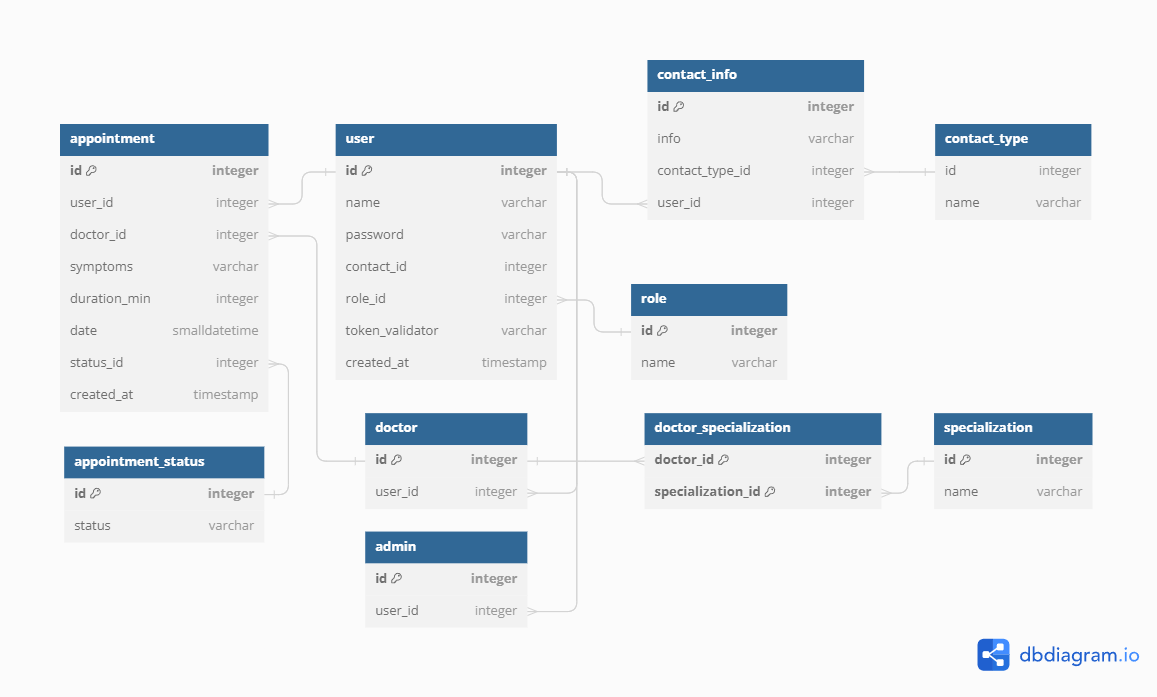 appointment
id integer
user_id integer
doctor_id integer
symptoms varchar
duration_min integer
date smalldatetime
status_id integer
created_at timestamp
appointment_status
id integer
status varchar
user
id integer
name varchar
password varchar
contact_id integer
role_id integer
token_validator varchar
created_at timestamp
doctor
id integer
user_id integer
admin
id integer
user_id integer
contact_info
id integer
info varchar
contact_type_id integer
user_id integer
role
id integer
name varchar
doctor_specialization
doctor_id integer
specialization_id integer
contact_type
id integer
name varchar
specialization
id integer
name varchar
dbdiagram.io